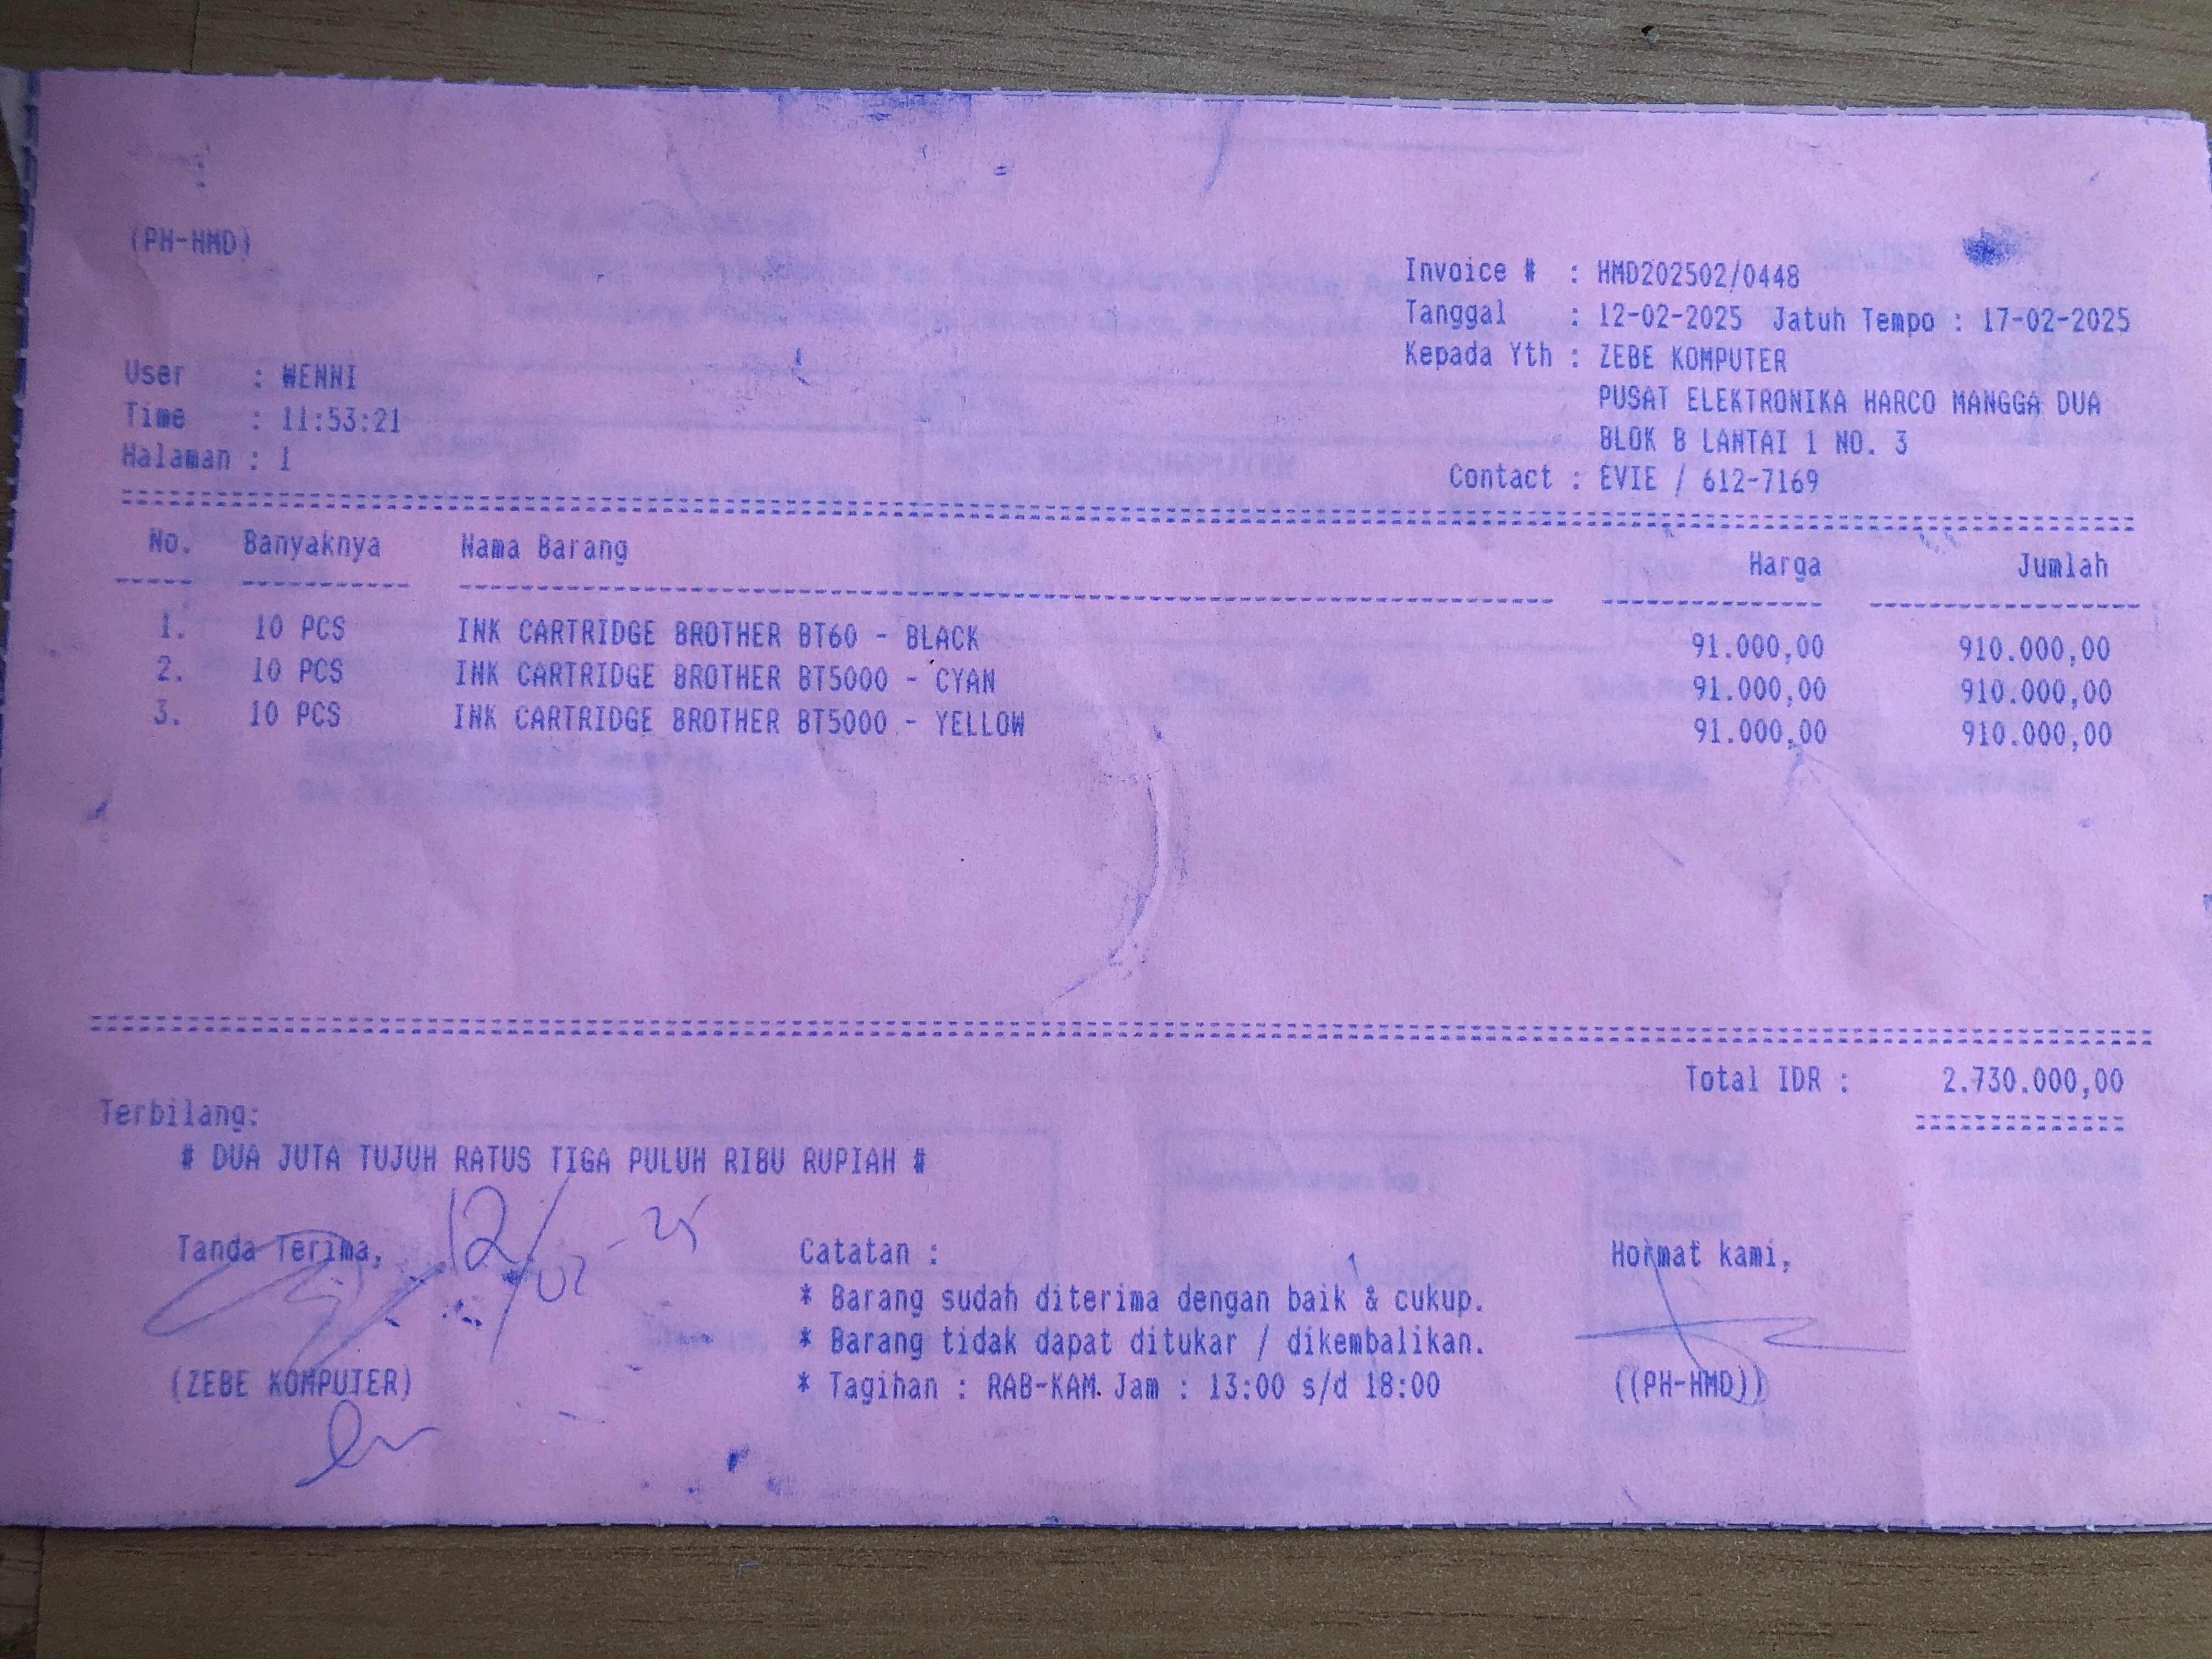 (PH-HMD)
Invoice # : HMD202502/0448
Tanggal : 12-02-2025 Jatuh Tempo : 17-02-2025
Kepada Yth : ZEBE KOMPUTER
PUSAT ELEKTRONIKA HARCO MANGGA DUA
BLOK B LANTAI 1 NO. 3
Contact : EVIE / 612-7169
User : WENNI
Time : 11:53:21
Halaman : 1
No. Banyaknya Nama Barang Harga Jumlah
1. 10 PCS INK CARTRIDGE BROTHER BT60 - BLACK 91.000,00 910.000,00
2. 10 PCS INK CARTRIDGE BROTHER BT5000 - CYAN 91.000,00 910.000,00
3. 10 PCS INK CARTRIDGE BROTHER BT5000 - YELLOW 91.000,00 910.000,00
Total IDR : 2.730.000,00
Terbilang:
# DUA JUTA TUJUH RATUS TIGA PULUH RIBU RUPIAH #
Tanda Terima, 12/02-25
(ZEBE KOMPUTER)
Catatan :
* Barang sudah diterima dengan baik & cukup.
* Barang tidak dapat ditukar / dikembalikan.
* Tagihan : RAB-KAM. Jam : 13:00 s/d 18:00
Hormat kami,
((PH-HMD))